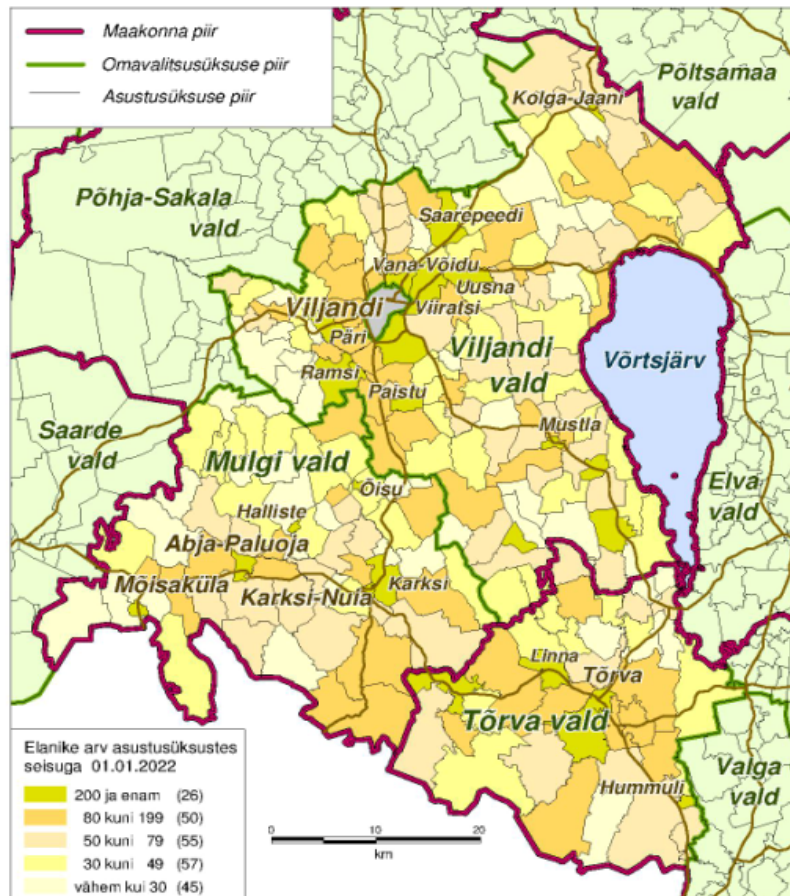 Maakonna piir
Omavalitsusüksuse piir
Asustusüksuse piir
Põltsamaa
vald
Kolga-Jaani
Põhja-Sakala
vald
Saarepeedi
Vana-Võidu
Uusna
Viljandi
Viiratsi
Päri
Viljandi
vald
Võrtsjärv
Ramsi
Paistu
Saarde
vald
Mustla
Mulgi vald
Õisu
Elva
vald
Halliste
Abja-Paluoja
Mõisaküla
Karksi-Nuia
Karksi
Linna
Tõrva
Tõrva vald
Hummuli
Valga
vald
Elanike arv asustusüksustes
seisuga 01.01.2022
200 ja enam (26)
80 kuni 199 (50)
50 kuni 79 (55)
30 kuni 49 (57)
vähem kui 30 (45)
0 10 20
km